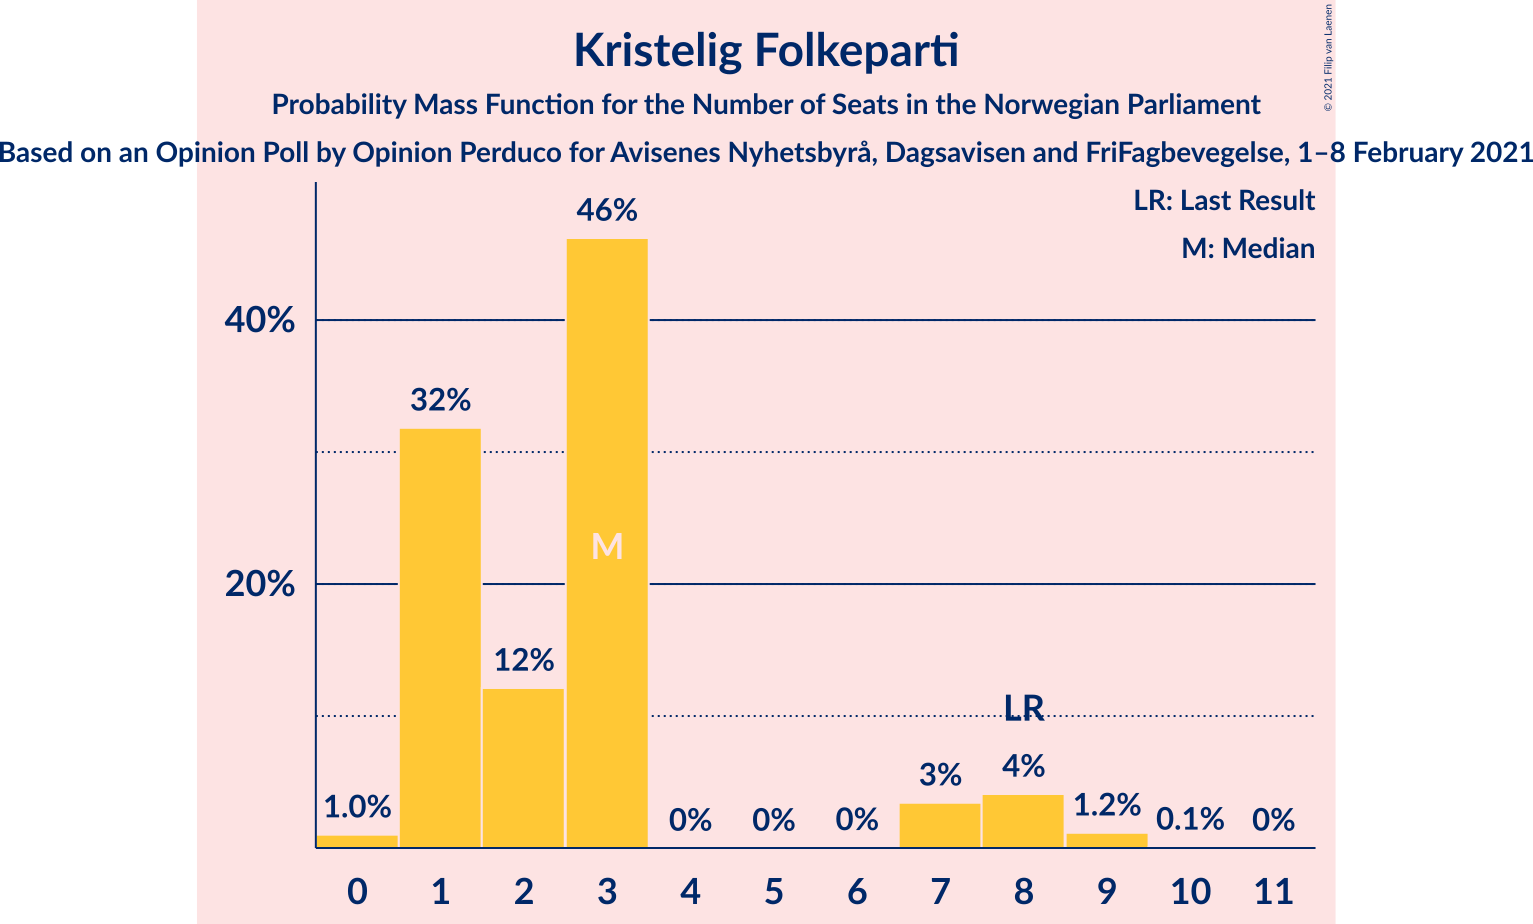 Kristelig Folkeparti
Probability Mass Function for the Number of Seats in the Norwegian Parliament
Based on an Opinion Poll by Opinion Perduco for Avisenes Nyhetsbyrå, Dagsavisen and FriFagbevegelse, 1–8 February 2021
© 2021 Filip van Laenen
LR: Last Result
M: Median
46%
40%
32%
M
20%
12%
LR
1.0%
0%
0%
0%
3%
4%
1.2%
0.1%
0%
0 1 2 3 4 5 6 7 8 9 10 11